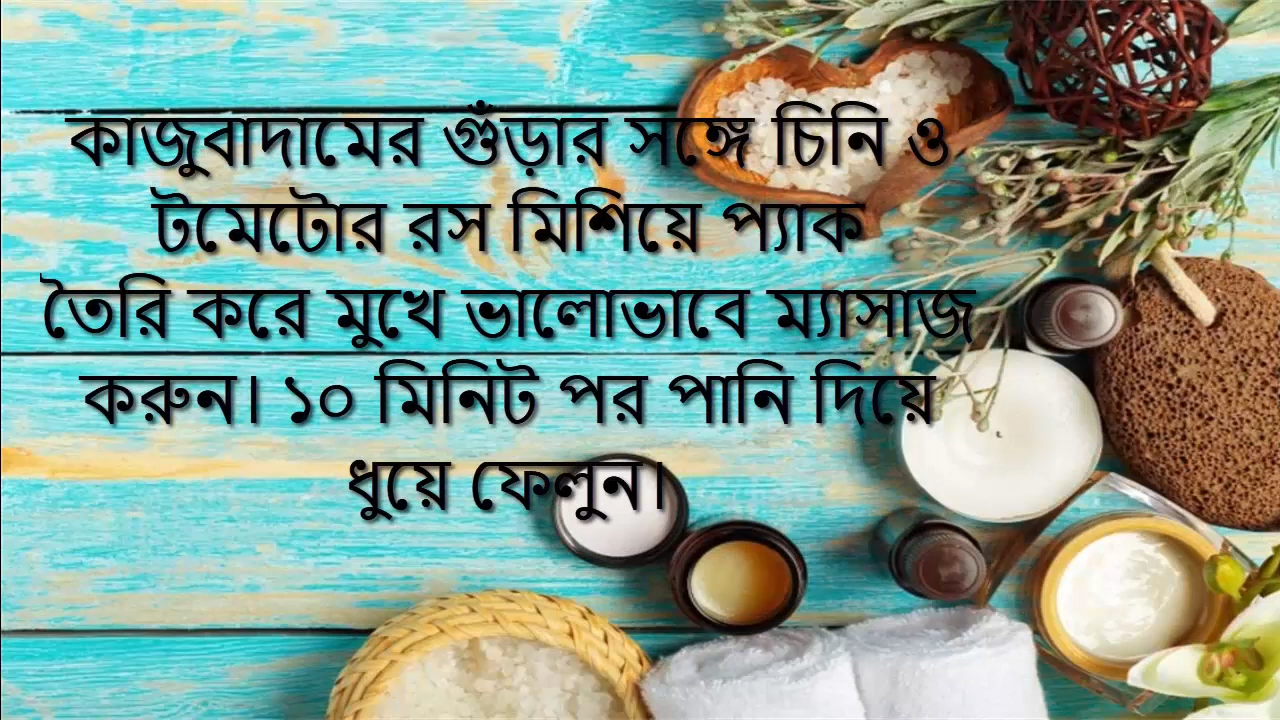 কাজুবাদামের গুঁড়ার সঙ্গে চিনি ও
টমেটোর রস মিশিয়ে প্যাক
তৈরি করে মুখে ভালোভাবে ম্যাসাজ
করুন। ১০ মিনিট পর পানি দিয়ে
ধুয়ে ফেলুন।